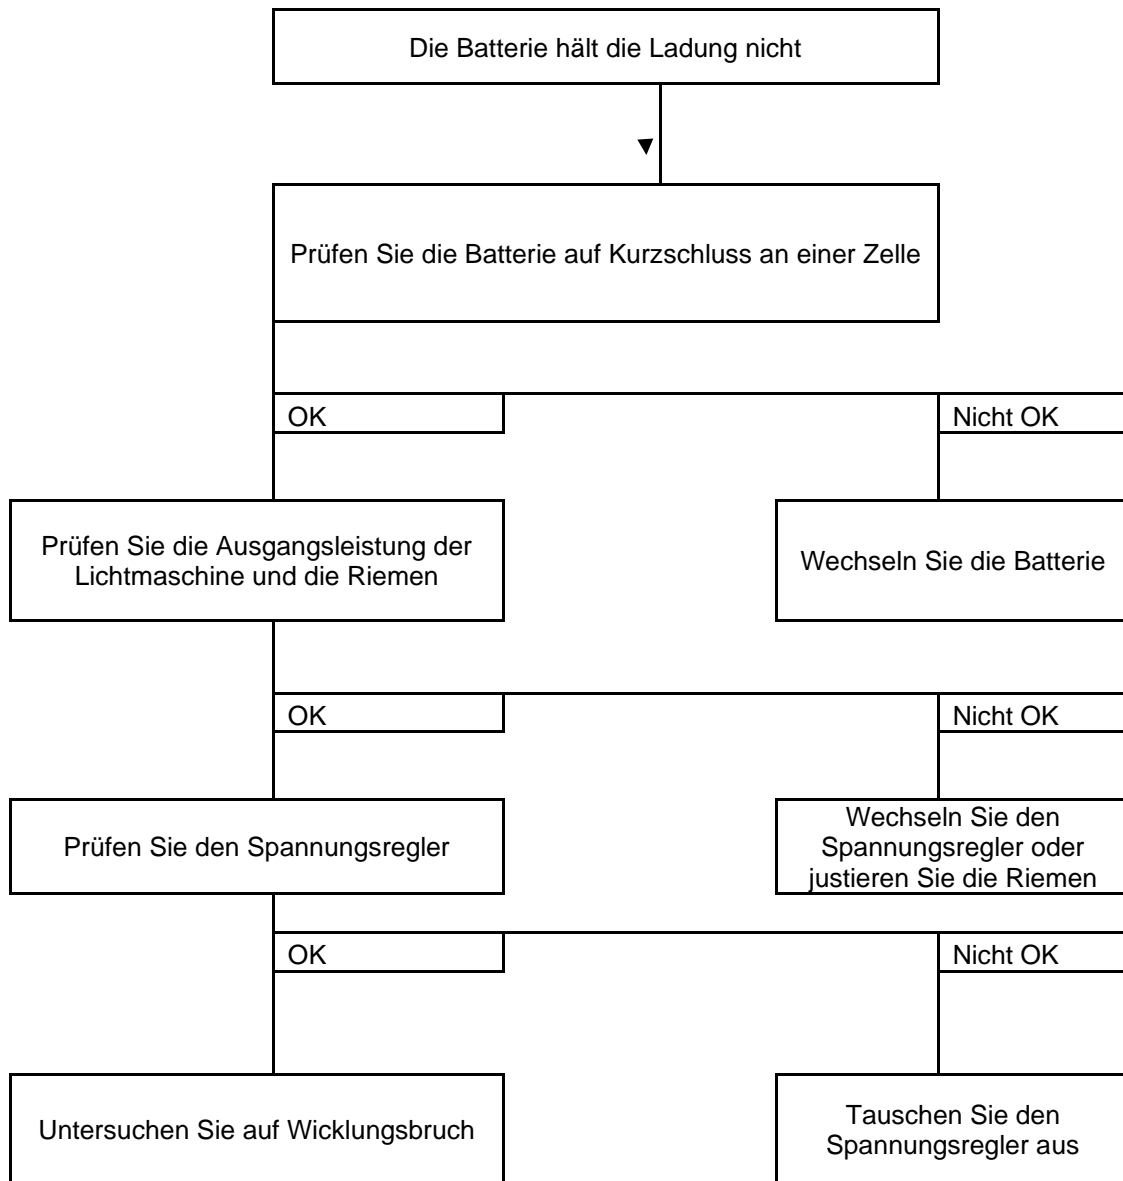 Die Batterie hält die Ladung nicht
Prüfen Sie die Batterie auf Kurzschluss an einer Zelle
OK
Nicht OK
Prüfen Sie die Ausgangsleistung der
Lichtmaschine und die Riemen
Wechseln Sie die Batterie
OK
Nicht OK
Prüfen Sie den Spannungsregler
Wechseln Sie den
Spannungsregler oder
justieren Sie die Riemen
OK
Nicht OK
Untersuchen Sie auf Wicklungsbruch
Tauschen Sie den
Spannungsregler aus